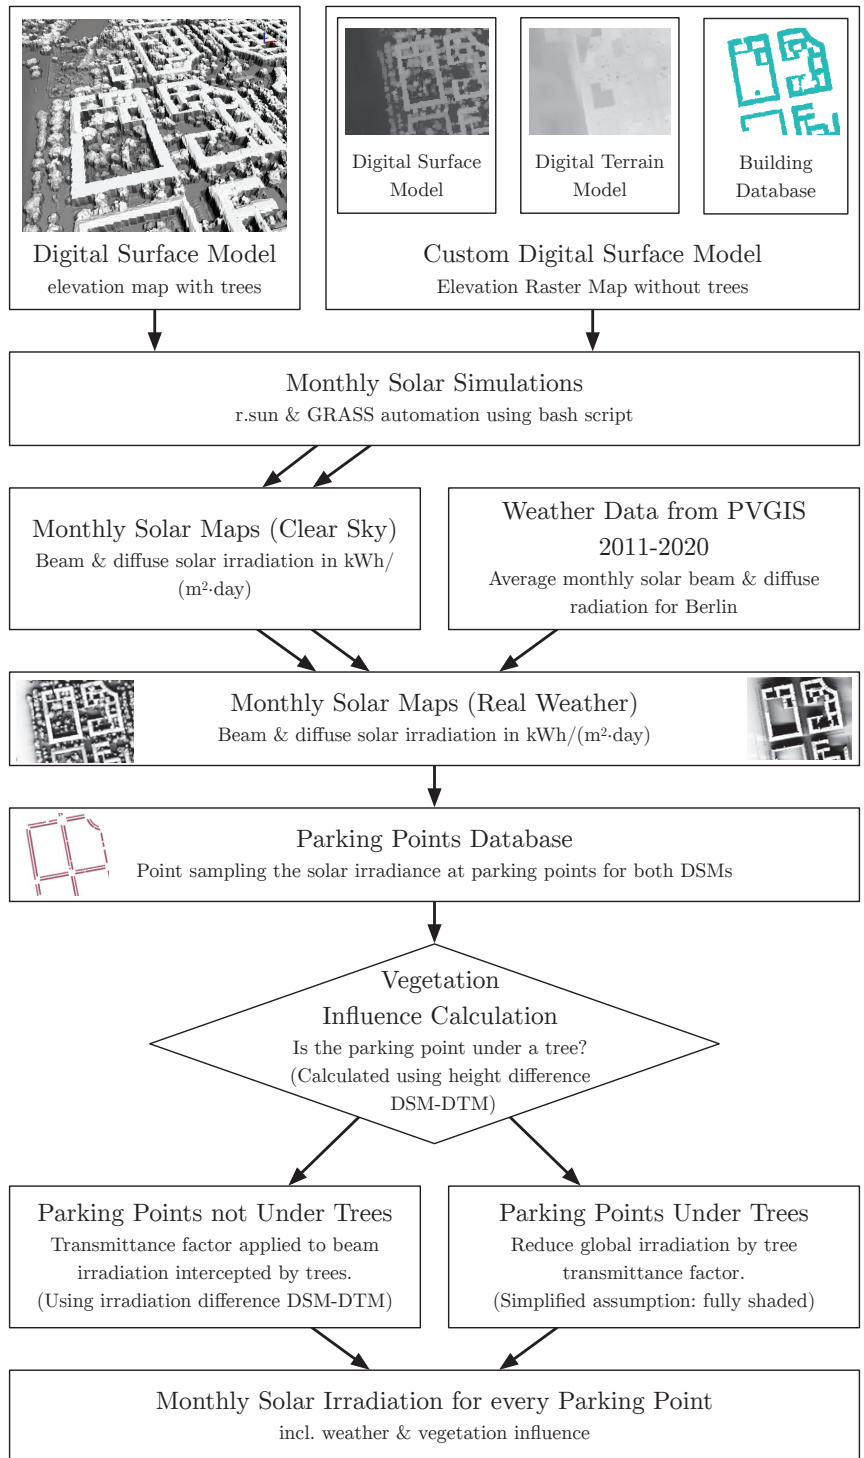 Digital Surface Model
elevation map with trees
Digital Surface
Model
Digital Terrain
Model
Building
Database
Custom Digital Surface Model
Elevation Raster Map without trees
Monthly Solar Simulations
r.sun & GRASS automation using bash script
Monthly Solar Maps (Clear Sky)
Beam & diffuse solar irradiation in kWh/
(m²·day)
Weather Data from PVGIS
2011-2020
Average monthly solar beam & diffuse
radiation for Berlin
Monthly Solar Maps (Real Weather)
Beam & diffuse solar irradiation in kWh/(m²·day)
Parking Points Database
Point sampling the solar irradiance at parking points for both DSMs
Vegetation
Influence Calculation
Is the parking point under a tree?
(Calculated using height difference
DSM-DTM)
Parking Points not Under Trees
Transmittance factor applied to beam
irradiation intercepted by trees.
(Using irradiation difference DSM-DTM)
Parking Points Under Trees
Reduce global irradiation by tree
transmittance factor.
(Simplified assumption: fully shaded)
Monthly Solar Irradiation for every Parking Point
incl. weather & vegetation influence